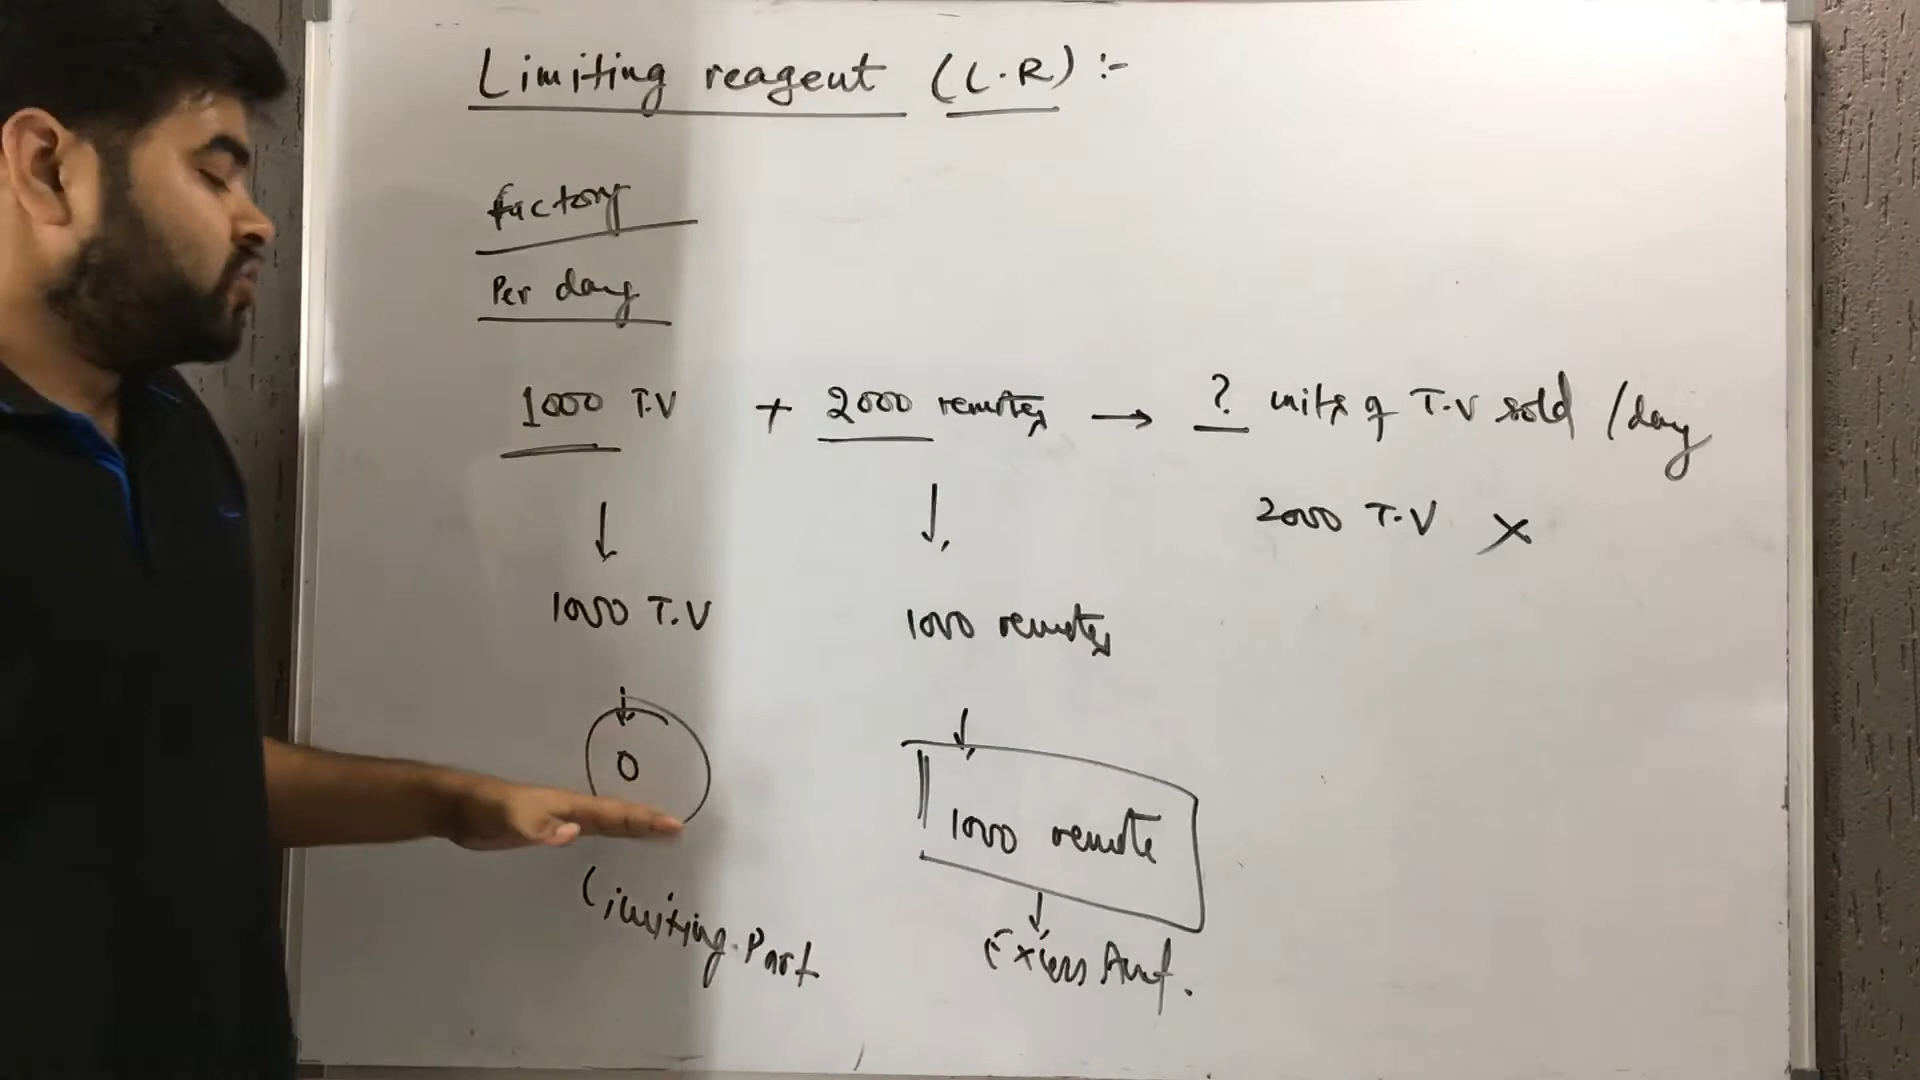 Limiting reagent (L.R) :-
factory
Per day
1000 T.V + 2000 remotes → ? units of T.V sold /day
2000 T.V X
1000 T.V 1000 remotes
0
1000 remote
Limiting Part
Excess Amt.